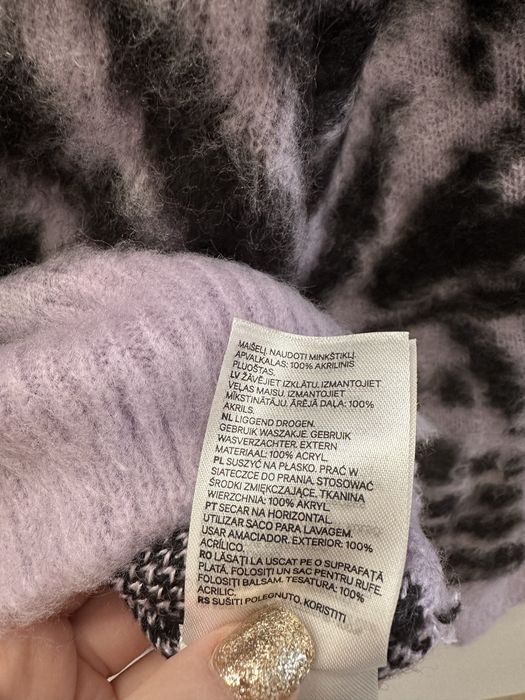 MAIŠELĮ. NAUDOTI MINKŠTIKLĮ.
APVALKALAS: 100% AKRILINIS
PLUOŠTAS.
LV ŽĀVĒJIET IZKLĀTU. IZMANTOJIET
VEĻAS MAISU. IZMANTOJIET
MĪKSTINĀTĀJU. ĀRĒJĀ DAĻA: 100%
AKRILS.
NL LIGGEND DROGEN.
GEBRUIK WASZAKJE. GEBRUIK
WASVERZACHTER. EXTERN
MATERIAAL: 100% ACRYL.
PL SUSZYĆ NA PŁASKO. PRAĆ W
SIATECZCE DO PRANIA. STOSOWAĆ
ŚRODKI ZMIĘKCZAJĄCE. TKANINA
WIERZCHNIA: 100% AKRYL.
PT SECAR NA HORIZONTAL.
UTILIZAR SACO PARA LAVAGEM.
USAR AMACIADOR. EXTERIOR: 100%
ACRÍLICO.
RO LĂSAȚI LA USCAT PE O SUPRAFAȚĂ
PLATĂ. FOLOSIȚI UN SAC PENTRU RUFE.
FOLOSIȚI BALSAM. ȚESĂTURĂ: 100%
ACRILIC.
RS SUŠITI POLEGNUTO. KORISTITI